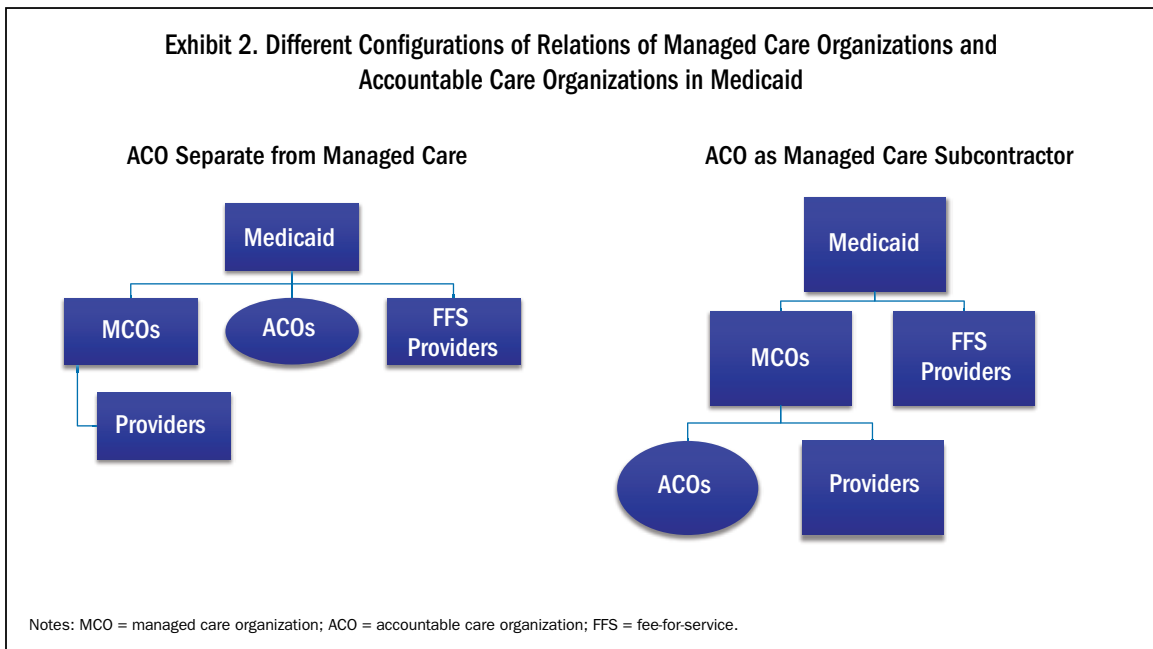 Exhibit 2. Different Configurations of Relations of Managed Care Organizations and
Accountable Care Organizations in Medicaid
ACO Separate from Managed Care
Medicaid
MCOs
ACOs
FFS
Providers
Providers
ACO as Managed Care Subcontractor
Medicaid
MCOs
FFS
Providers
ACOs
Providers
Notes: MCO = managed care organization; ACO = accountable care organization; FFS = fee-for-service.